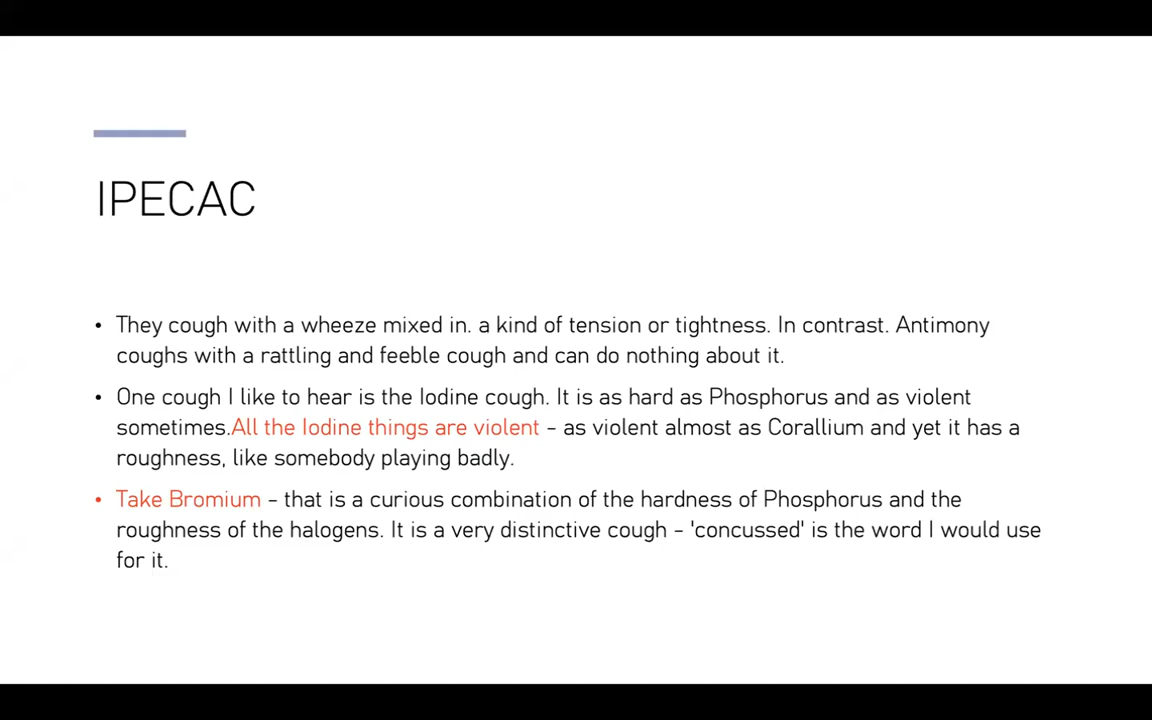 IPECAC
• They cough with a wheeze mixed in. a kind of tension or tightness. In contrast. Antimony
coughs with a rattling and feeble cough and can do nothing about it.
• One cough I like to hear is the Iodine cough. It is as hard as Phosphorus and as violent
sometimes.All the Iodine things are violent – as violent almost as Corallium and yet it has a
roughness, like somebody playing badly.
• Take Bromium – that is a curious combination of the hardness of Phosphorus and the
roughness of the halogens. It is a very distinctive cough – 'concussed' is the word I would use
for it.